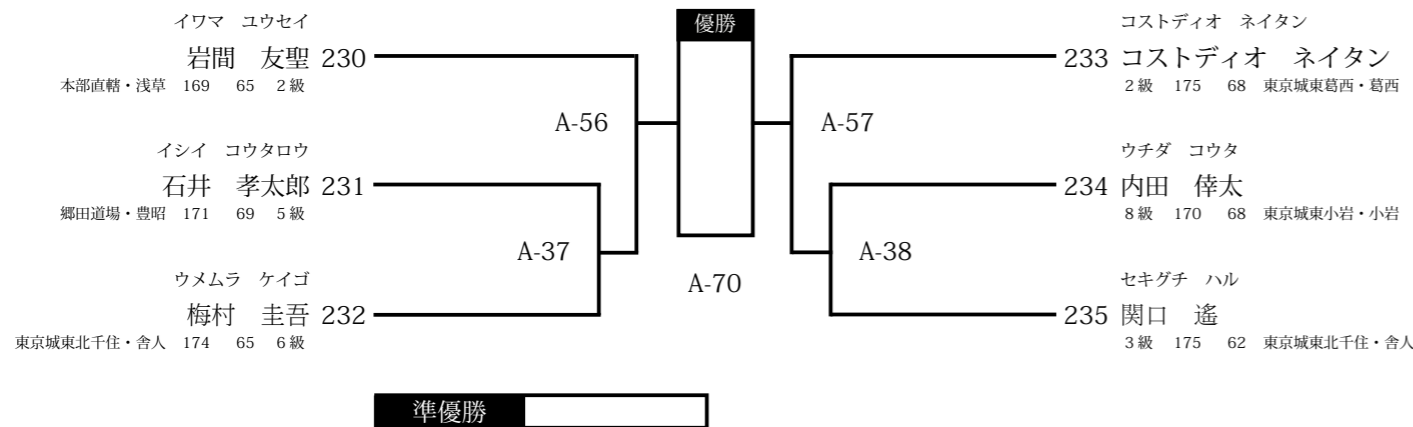 優勝
イワマ　ユウセイ
岩間　友聖 230
本部直轄・浅草　169　65　2級
A-56
イシイ　コウタロウ
石井　孝太郎 231
郷田道場・豊昭　171　69　5級
A-37
ウメムラ　ケイゴ
梅村　圭吾 232
東京城東北千住・舎人　174　65　6級
コストディオ　ネイタン
233 コストディオ　ネイタン
2級　175　68　東京城東葛西・葛西
A-57
ウチダ　コウタ
234 内田　倖太
8級　170　68　東京城東小岩・小岩
A-38
セキグチ　ハル
235 関口　遙
3級　175　62　東京城東北千住・舎人
A-70
準優勝